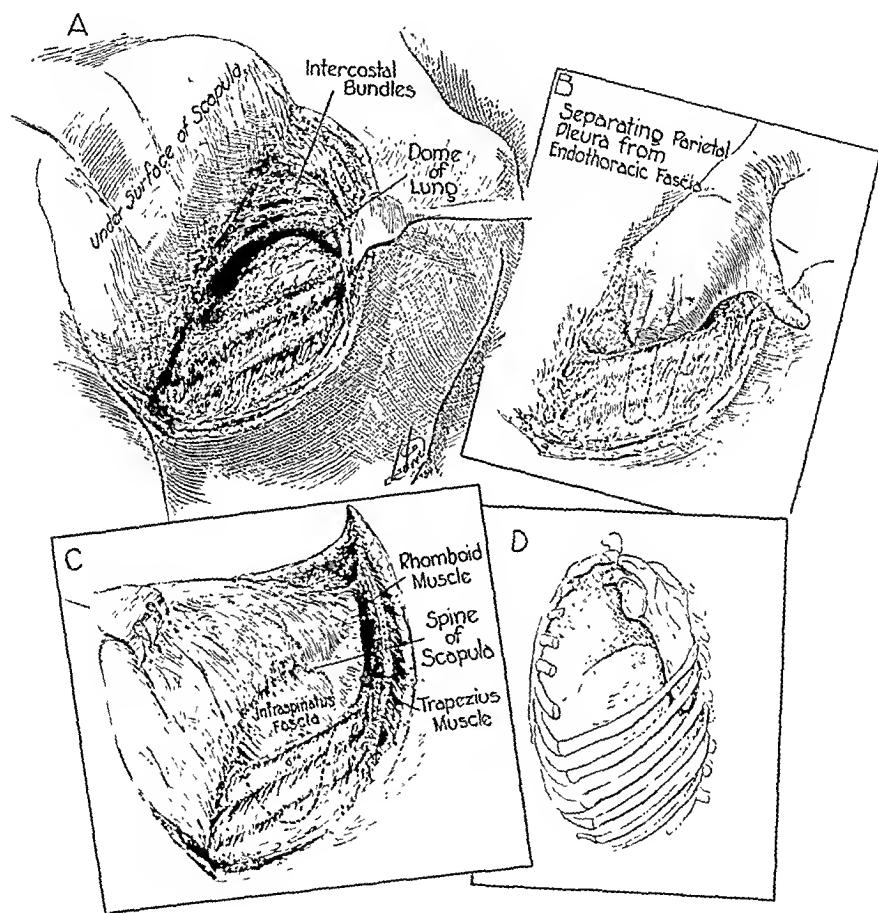 A
Under Surface of Scapula
Intercostal
Bundles
Dome
of
Lung
B
Separating Parietal
Pleura from
Endothoracic Fascia
C
Rhomboid
Muscle
Spine
of
Scapula
Infraspinatus
Fascia
Trapezius
Muscle
D